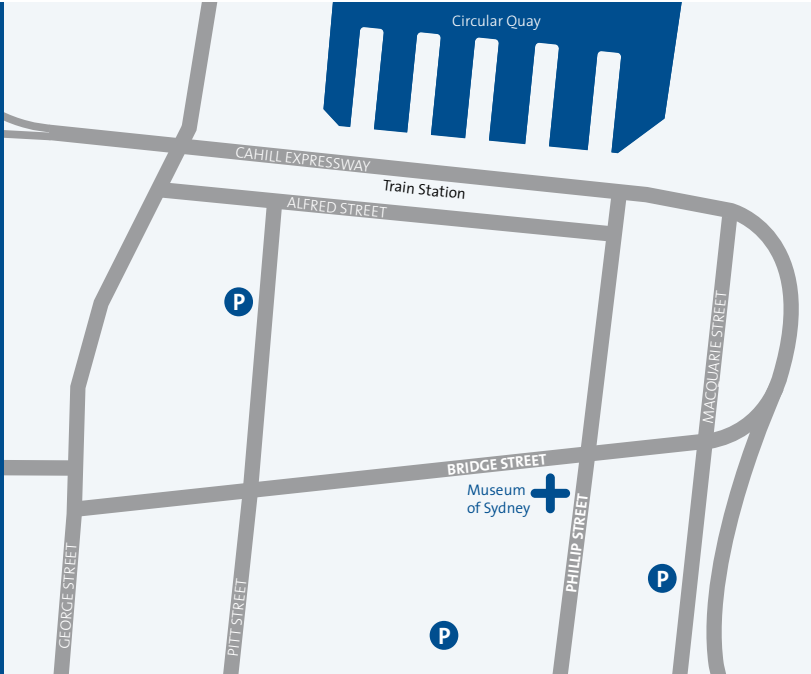 Circular Quay
CAHILL EXPRESSWAY
Train Station
ALFRED STREET
P
MACQUARIE STREET
BRIDGE STREET
Museum
of Sydney
PHILLIP STREET
GEORGE STREET
PITT STREET
P
P